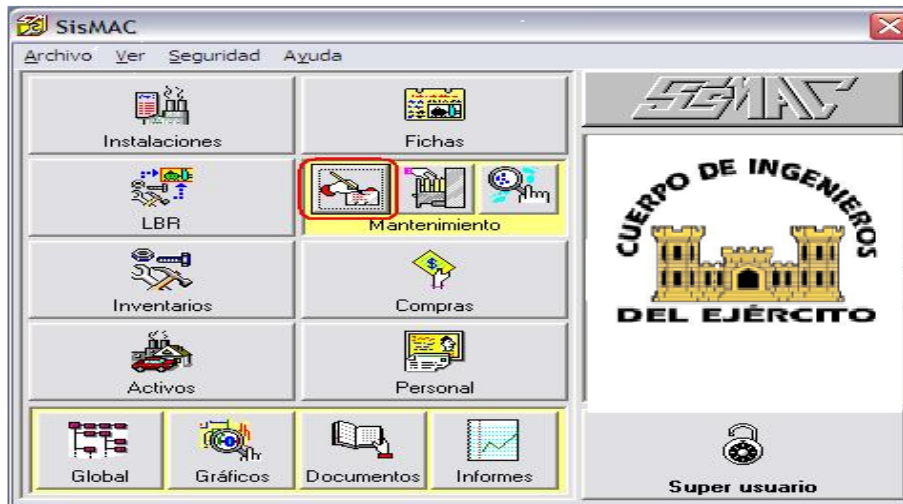 SisMAC
Archivo Ver Seguridad Ayuda
Instalaciones
Fichas
LBR
Mantenimiento
Inventarios
Compras
Activos
Personal
Global
Gráficos
Documentos
Informes
SisMAC
CUERPO DE INGENIEROS
DEL EJÉRCITO
Super usuario